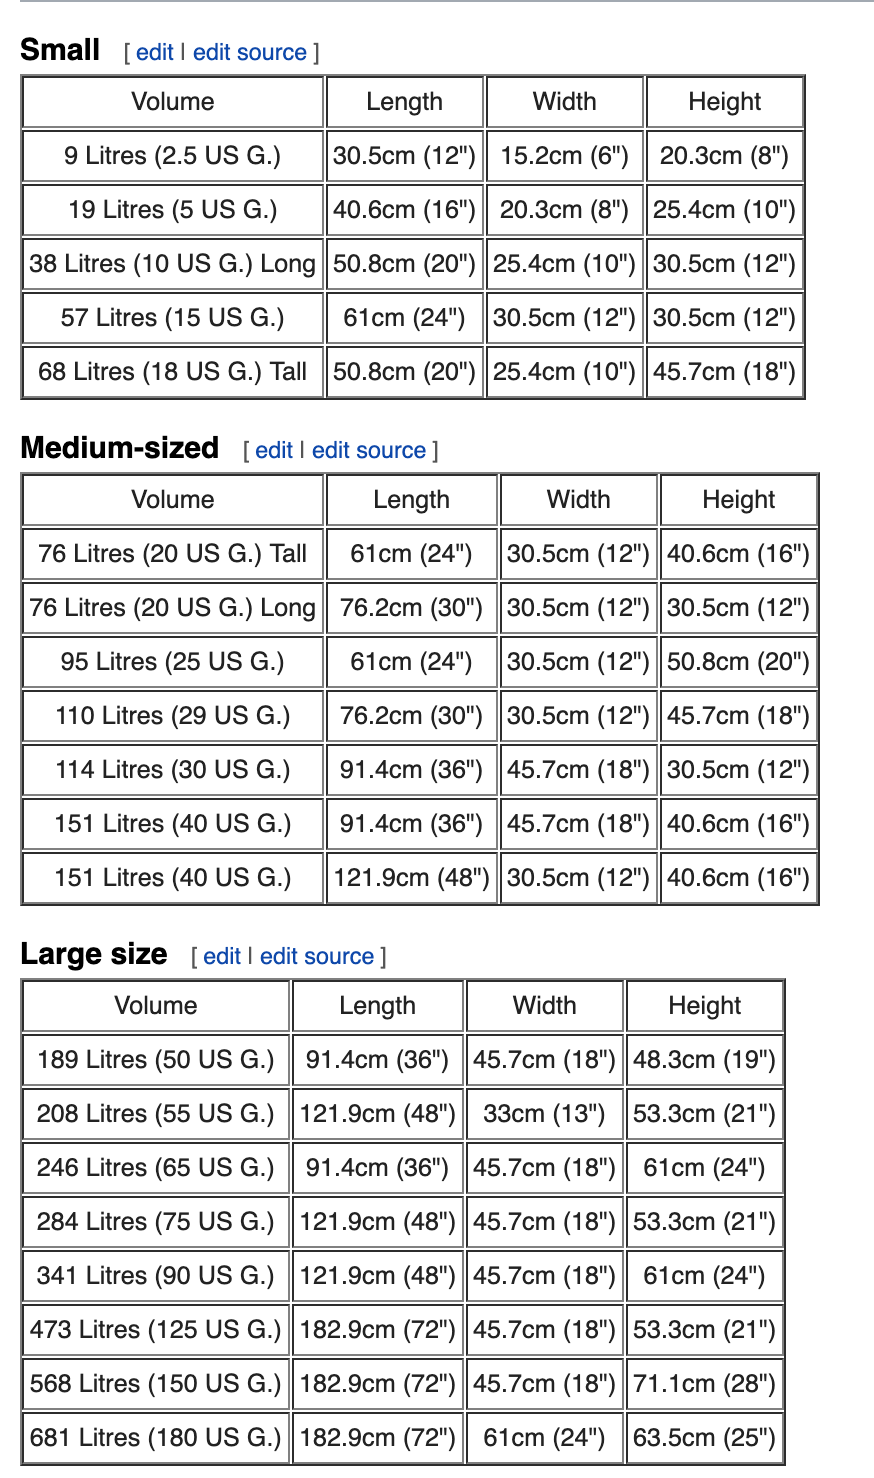 Small [ edit | edit source ]
Volume Length Width Height
9 Litres (2.5 US G.) 30.5cm (12") 15.2cm (6") 20.3cm (8")
19 Litres (5 US G.) 40.6cm (16") 20.3cm (8") 25.4cm (10")
38 Litres (10 US G.) Long 50.8cm (20") 25.4cm (10") 30.5cm (12")
57 Litres (15 US G.) 61cm (24") 30.5cm (12") 30.5cm (12")
68 Litres (18 US G.) Tall 50.8cm (20") 25.4cm (10") 45.7cm (18")
Medium-sized [ edit | edit source ]
Volume Length Width Height
76 Litres (20 US G.) Tall 61cm (24") 30.5cm (12") 40.6cm (16")
76 Litres (20 US G.) Long 76.2cm (30") 30.5cm (12") 30.5cm (12")
95 Litres (25 US G.) 61cm (24") 30.5cm (12") 50.8cm (20")
110 Litres (29 US G.) 76.2cm (30") 30.5cm (12") 45.7cm (18")
114 Litres (30 US G.) 91.4cm (36") 45.7cm (18") 30.5cm (12")
151 Litres (40 US G.) 91.4cm (36") 45.7cm (18") 40.6cm (16")
151 Litres (40 US G.) 121.9cm (48") 30.5cm (12") 40.6cm (16")
Large size [ edit | edit source ]
Volume Length Width Height
189 Litres (50 US G.) 91.4cm (36") 45.7cm (18") 48.3cm (19")
208 Litres (55 US G.) 121.9cm (48") 33cm (13") 53.3cm (21")
246 Litres (65 US G.) 91.4cm (36") 45.7cm (18") 61cm (24")
284 Litres (75 US G.) 121.9cm (48") 45.7cm (18") 53.3cm (21")
341 Litres (90 US G.) 121.9cm (48") 45.7cm (18") 61cm (24")
473 Litres (125 US G.) 182.9cm (72") 45.7cm (18") 53.3cm (21")
568 Litres (150 US G.) 182.9cm (72") 45.7cm (18") 71.1cm (28")
681 Litres (180 US G.) 182.9cm (72") 61cm (24") 63.5cm (25")